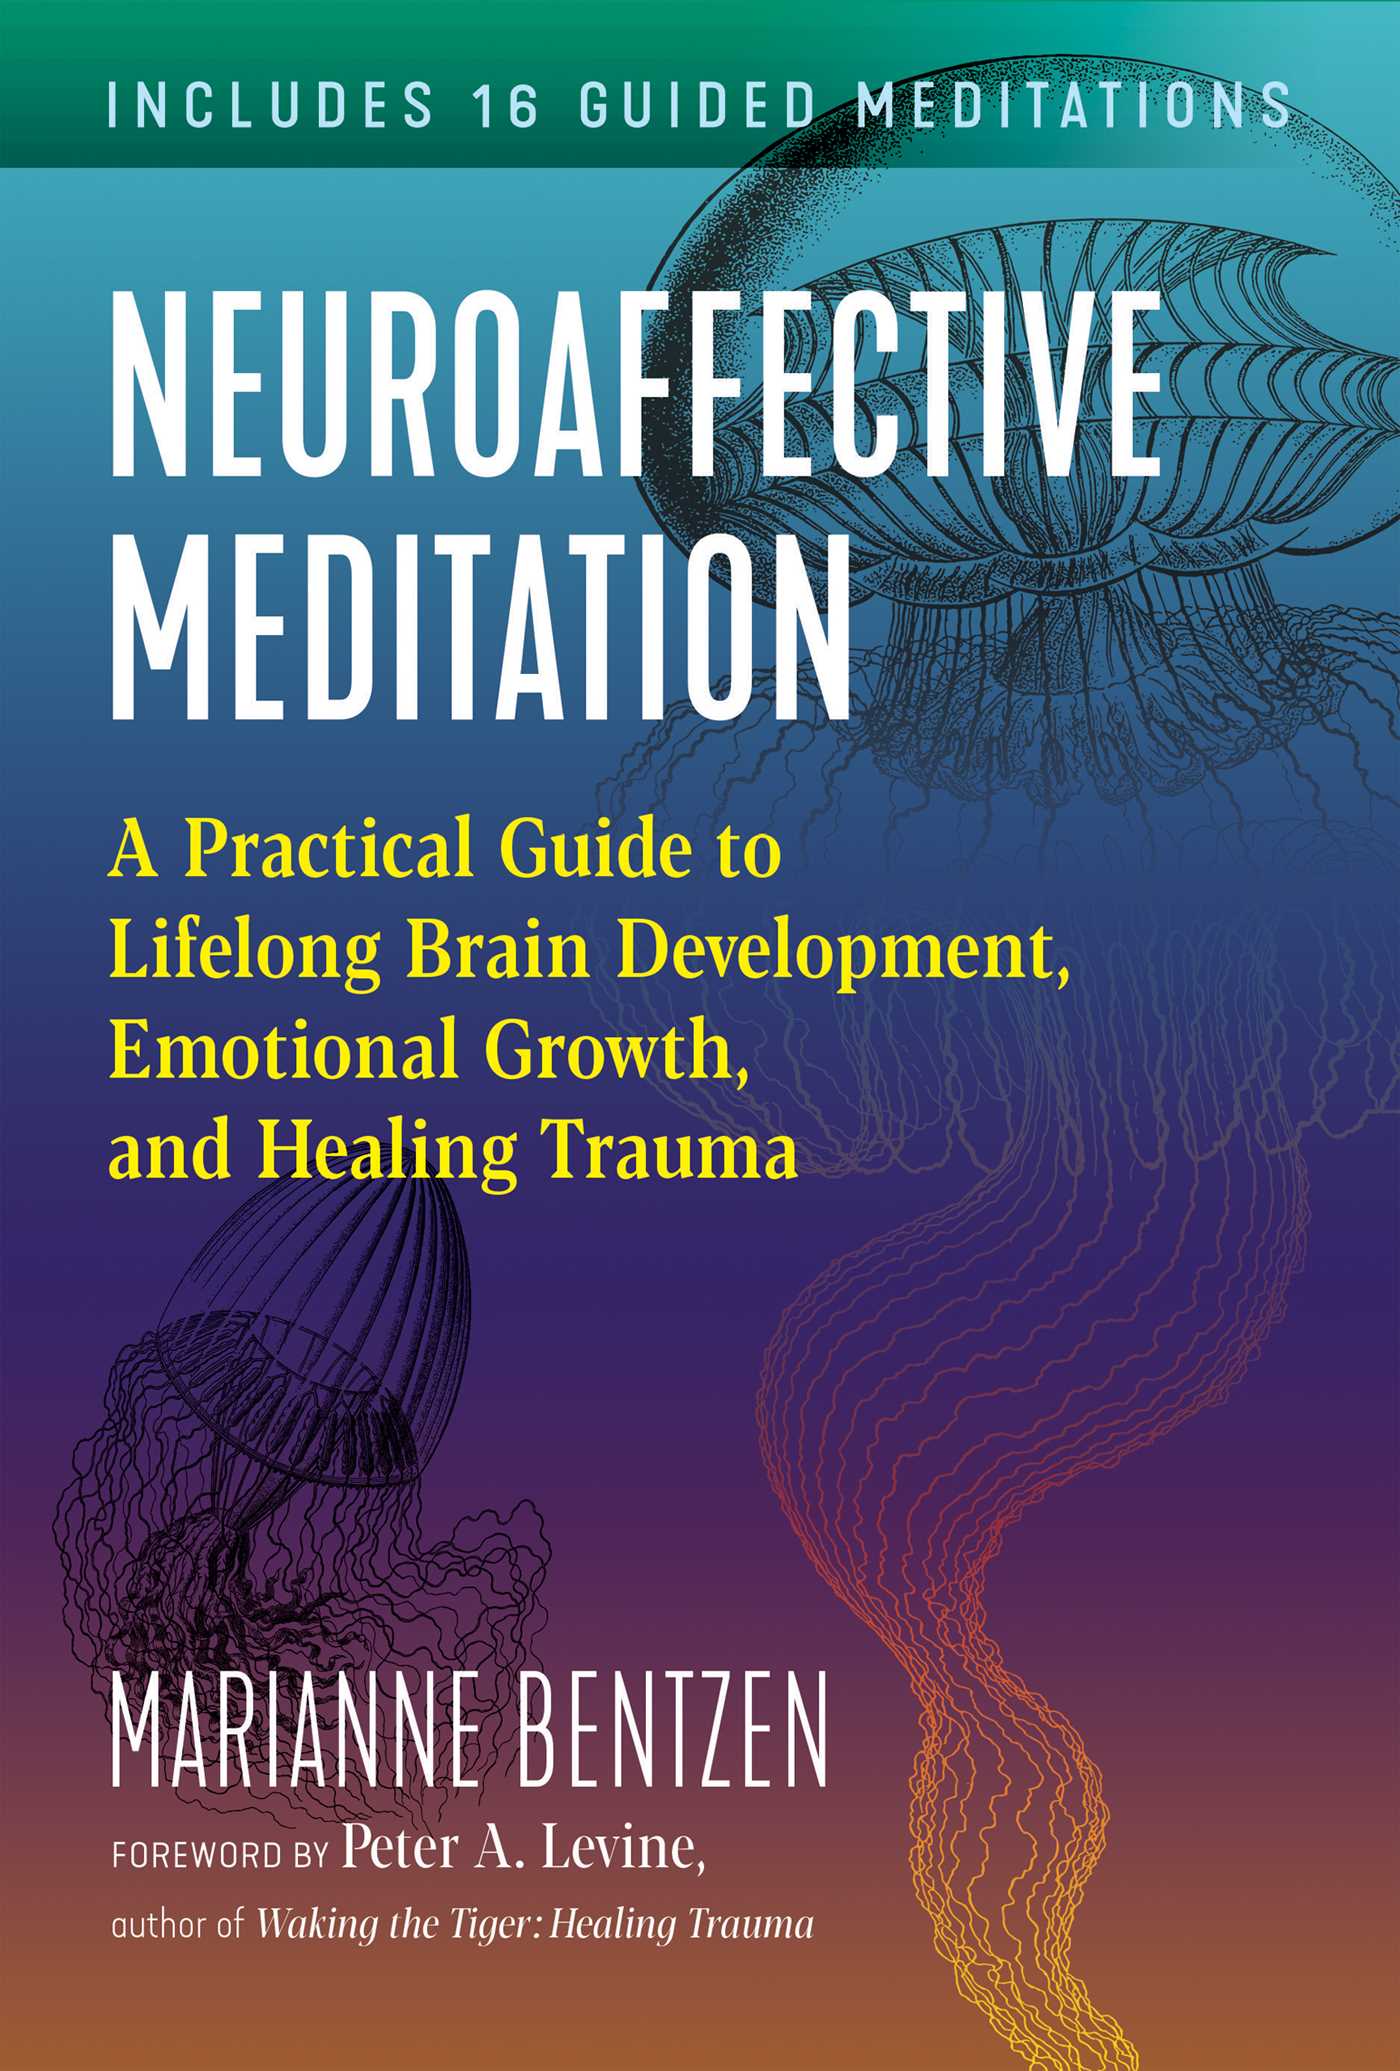 INCLUDES 16 GUIDED MEDITATIONS
NEUROAFFECTIVE
MEDITATION
A Practical Guide to
Lifelong Brain Development,
Emotional Growth,
and Healing Trauma
MARIANNE BENTZEN
FOREWORD BY Peter A. Levine,
author of Waking the Tiger: Healing Trauma